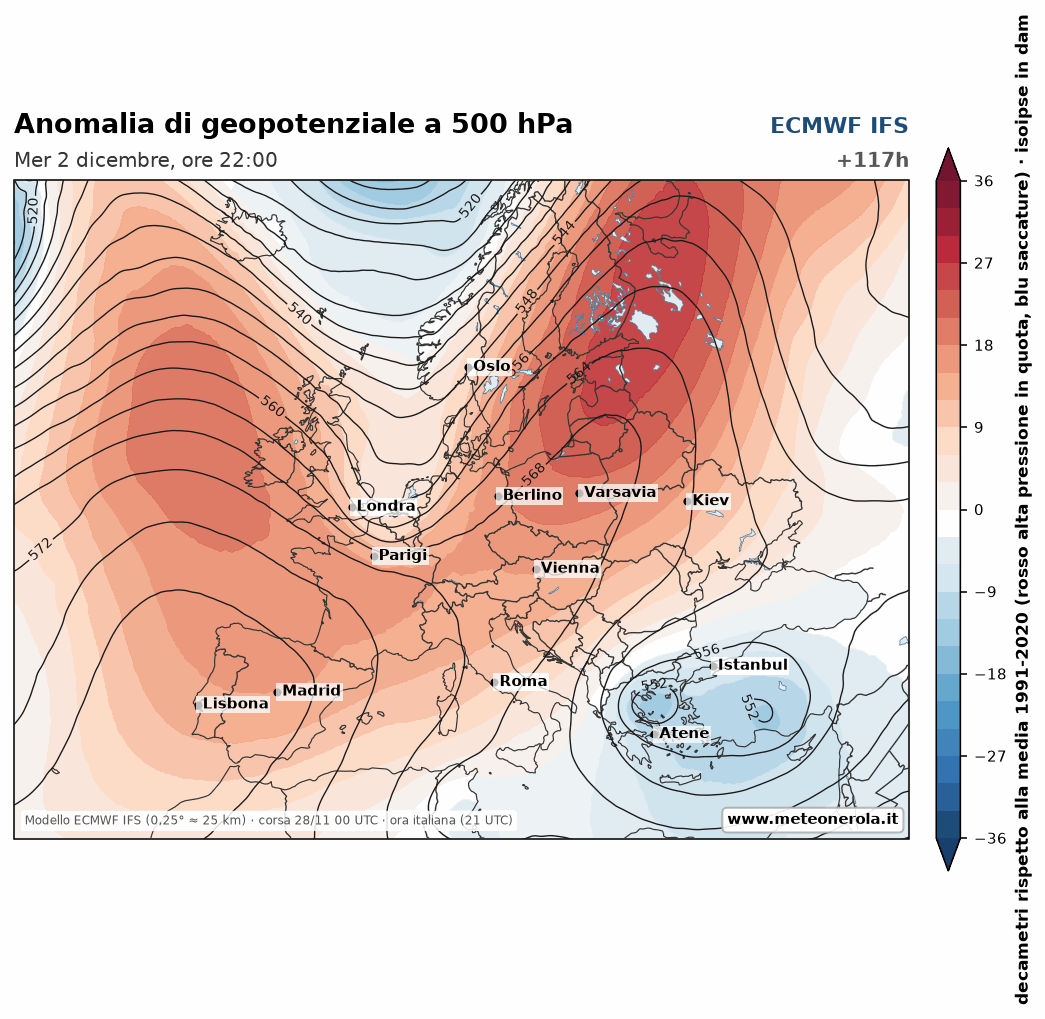 Anomalia di geopotenziale a 500 hPa
ECMWF IFS
Mer 2 dicembre, ore 22:00
+117h
520
520
544
548
540
556
564
560
568
572
556
552
552
Oslo
Londra
Berlino
Varsavia
Kiev
Parigi
Vienna
Istanbul
Roma
Madrid
Lisbona
Atene
Modello ECMWF IFS (0,25° ≈ 25 km) · corsa 28/11 00 UTC · ora italiana (21 UTC)
www.meteonerola.it
36
27
18
9
0
−9
−18
−27
−36
decametri rispetto alla media 1991-2020 (rosso alta pressione in quota, blu saccature) · isoipse in dam